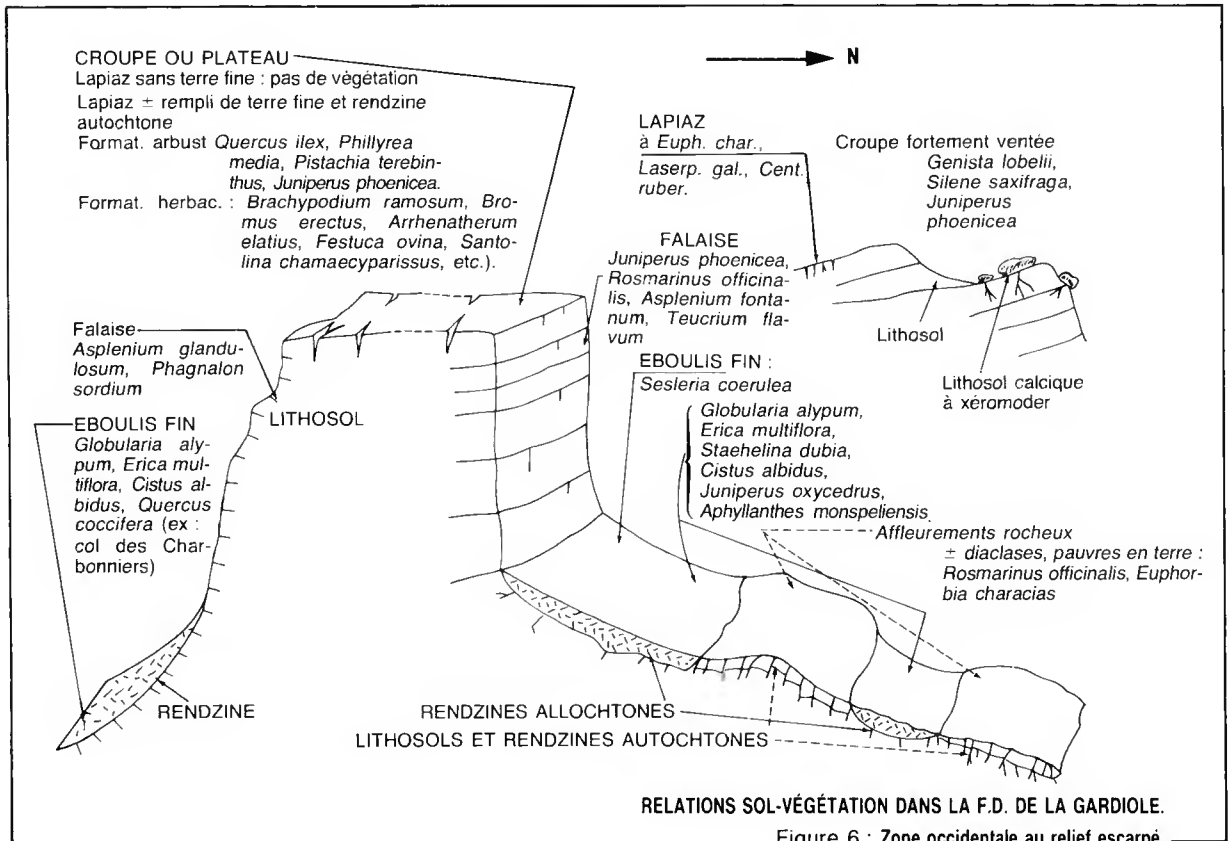 CROUPE OU PLATEAU
Lapiaz sans terre fine : pas de végétation
Lapiaz ± rempli de terre fine et rendzine
autochtone
Format. arbust Quercus ilex, Phillyrea
media, Pistachia terebin-
thus, Juniperus phoenicea.
Format. herbac. : Brachypodium ramosum, Bro-
mus erectus, Arrhenatherum
elatius, Festuca ovina, Santo-
lina chamaecyparissus, etc.).
N
LAPIAZ
à Euph. char.,
Laserp. gal., Cent.
ruber.
Croupe fortement ventée
Genista lobelii,
Silene saxifraga,
Juniperus
phoenicea
FALAISE
Juniperus phoenicea,
Rosmarinus officina-
lis, Asplenium fonta-
num, Teucrium fla-
vum
Lithosol
Lithosol calcique
à xéromoder
Falaise
Asplenium glandu-
losum, Phagnalon
sordium
LITHOSOL
EBOULIS FIN
Globularia aly-
pum, Erica mul-
tiflora, Cistus al-
bidus, Quercus
coccifera (ex :
col des Char-
bonniers)
EBOULIS FIN :
Sesleria coerulea
Globularia alypum,
Erica multiflora,
Staehelina dubia,
Cistus albidus,
Juniperus oxycedrus,
Aphyllanthes monspeliensis
Affleurements rocheux
± diaclases, pauvres en terre :
Rosmarinus officinalis, Euphor-
bia characias
RENDZINE
RENDZINES ALLOCHTONES
LITHOSOLS ET RENDZINES AUTOCHTONES
RELATIONS SOL-VÉGÉTATION DANS LA F.D. DE LA GARDIOLE.
Figure 6 : Zone occidentale au relief escarpé